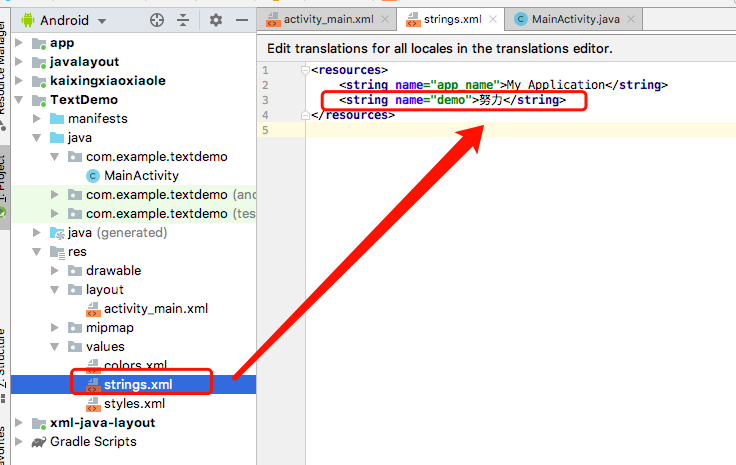 Resource Manager
1: Project
Z: Structure
Android
app
javalayout
kaixingxiaoxiaole
TextDemo
manifests
java
com.example.textdemo
MainActivity
com.example.textdemo (and
com.example.textdemo (tes
java (generated)
res
drawable
layout
activity_main.xml
mipmap
values
colors.xml
strings.xml
styles.xml
xml-java-layout
Gradle Scripts
activity_main.xml
strings.xml
MainActivity.java
Edit translations for all locales in the translations editor.
1 <resources>
2 <string name="app_name">My Application</string>
3 <string name="demo">努力</string>
4 </resources>
5